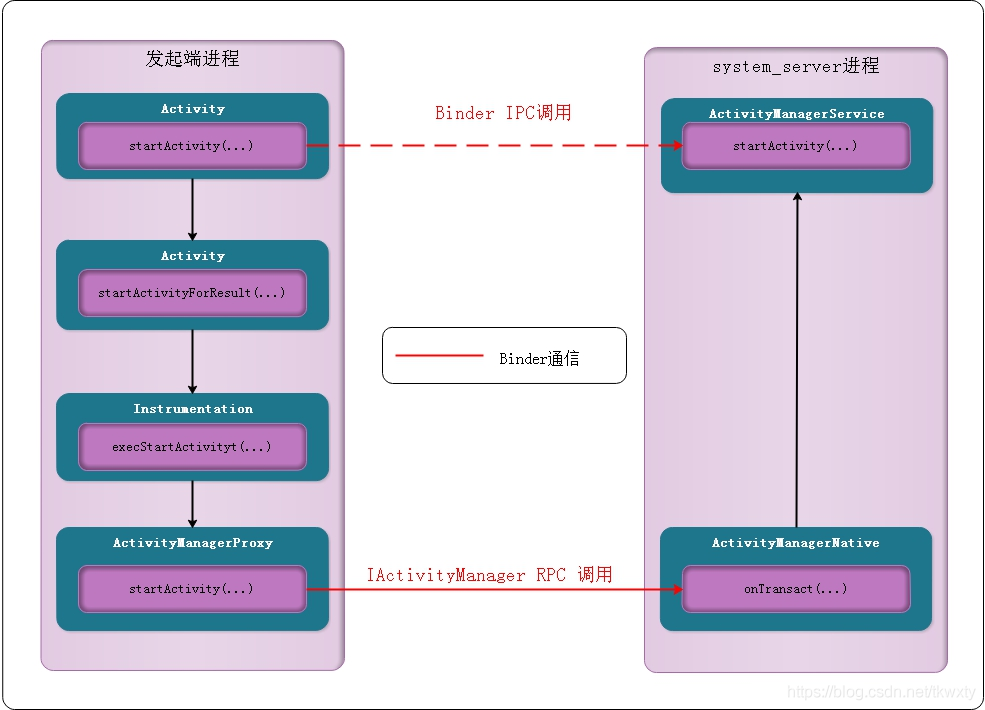 发起端进程
Activity
startActivity(...)
Activity
startActivityForResult(...)
Instrumentation
execStartActivityt(...)
ActivityManagerProxy
startActivity(...)
Binder IPC调用
Binder通信
IActivityManager RPC 调用
system_server进程
ActivityManagerService
startActivity(...)
ActivityManagerNative
onTransact(...)
https://blog.csdn.net/tkwxty